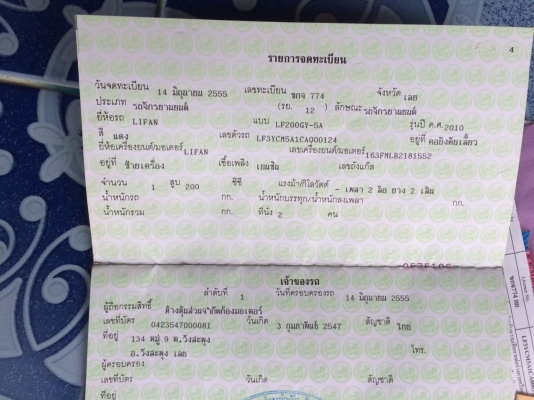 4
รายการจดทะเบียน
วันจดทะเบียน 14 มิถุนายน 2555 เลขทะเบียน ขกจ 774 จังหวัด เลย
ประเภท รถจักรยานยนต์ (รย. 12 ) ลักษณะ รถจักรยานยนต์
ยี่ห้อรถ LIFAN แบบ LF200GY-5A รุ่นปี ค.ศ. 2010
สี แดง เลขตัวรถ LF3YCM5A1CA000124 อยู่ที่ คอยึดคันเลี้ยว
ยี่ห้อเครื่องยนต์/มอเตอร์ LIFAN เลขเครื่องยนต์/มอเตอร์ 163FMLB2181552
อยู่ที่ ซ้ายเครื่อง เชื้อเพลิง เบนซิน เลขถังแก๊ส
จำนวน 1 สูบ 200 ซีซี แรงม้า/กิโลวัตต์ - เพลา 2 ล้อ ยาง 2 เส้น
น้ำหนักรถ กก. น้ำหนักบรรทุก/น้ำหนักลงเพลา กก.
น้ำหนักรวม กก. ที่นั่ง 2 คน
เจ้าของรถ
ลำดับที่ 1 วันที่ครอบครองรถ 14 มิถุนายน 2555
ผู้ถือกรรมสิทธิ์
เลขที่บัตร 0423547000081 วันเกิด 3 กุมภาพันธ์ 2547 สัญชาติ ไทย
ที่อยู่ 134 หมู่ 9 ต.วังสะพุง
อ.วังสะพุง เลย โทร.
ผู้ครอบครอง
เลขที่บัตร วันเกิด สัญชาติ
ที่อยู่